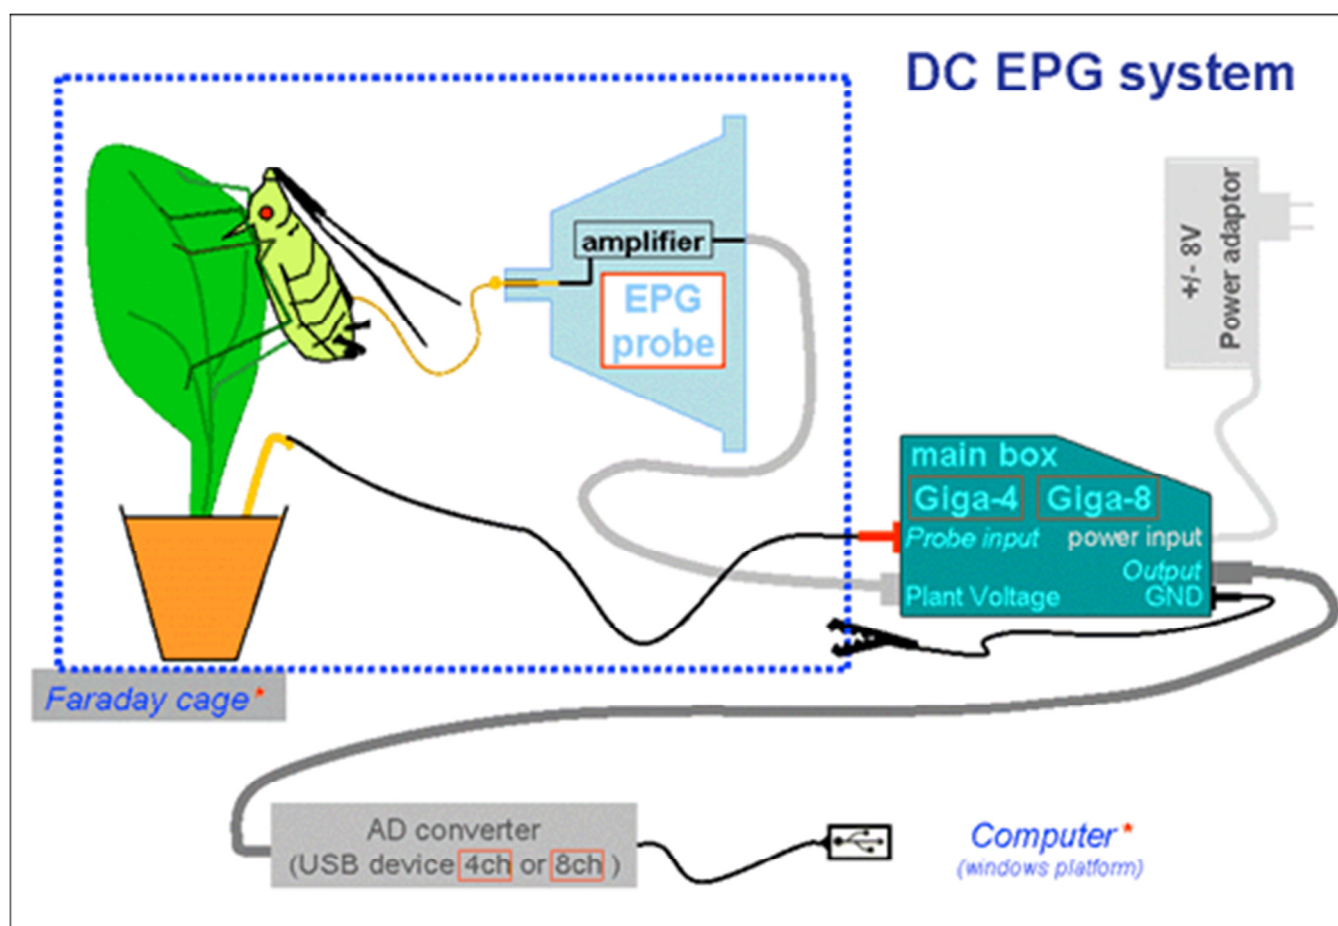 DC EPG system
+/- 8V
Power adaptor
amplifier
EPG
probe
main box
Giga-4 Giga-8
Probe input power input
Output
Plant Voltage GND
Faraday cage*
AD converter
(USB device 4ch or 8ch )
Computer*
(windows platform)